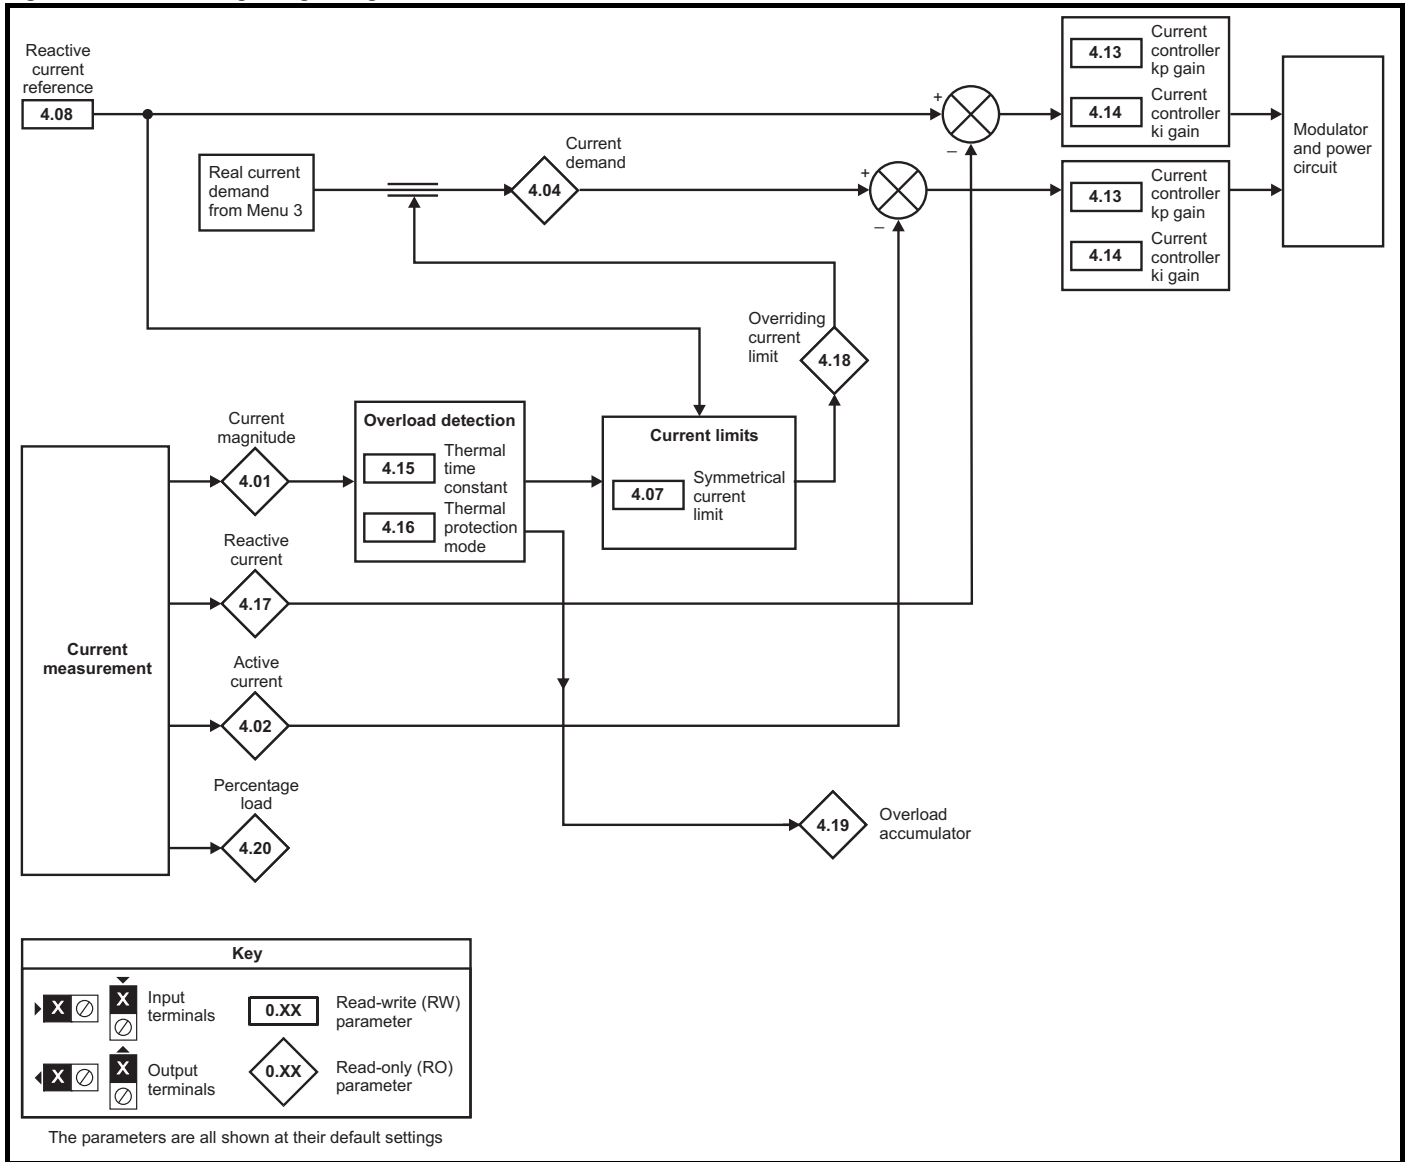 Reactive
current
reference
4.08
Real current
demand
from Menu 3
Current
demand
4.04
+
–
+
–
4.13
Current
controller
kp gain
4.14
Current
controller
ki gain
4.13
Current
controller
kp gain
4.14
Current
controller
ki gain
Modulator
and power
circuit
Overriding
current
limit
4.18
Current
measurement
Current
magnitude
4.01
Overload detection
4.15
Thermal
time
constant
4.16
Thermal
protection
mode
Current limits
4.07
Symmetrical
current
limit
Reactive
current
4.17
Active
current
4.02
Percentage
load
4.20
4.19
Overload
accumulator
Key
X
X
Input
terminals
0.XX
Read-write (RW)
parameter
X
X
Output
terminals
0.XX
Read-only (RO)
parameter
The parameters are all shown at their default settings